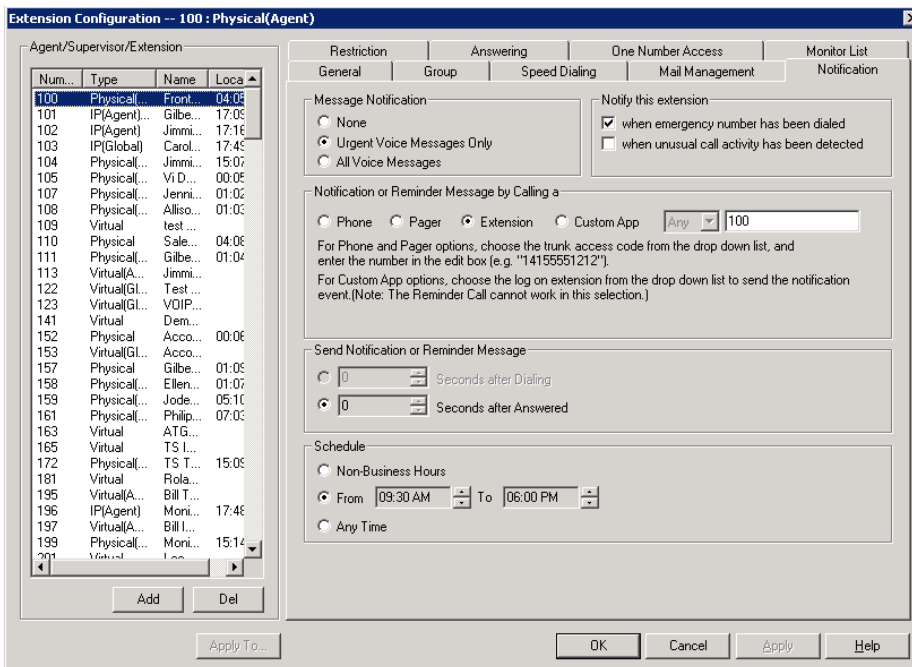 Extension Configuration -- 100 : Physical(Agent)
Agent/Supervisor/Extension
Num... Type Name Loca
100 Physical(... Front... 04:05
101 IP(Agent)... Gilbe... 17:09
102 IP(Agent) Jimmi... 17:16
103 IP(Global) Carol... 17:49
104 Physical(... Jimmi... 15:07
105 Physical(... Vi D... 00:05
107 Physical(... Jenni... 01:02
108 Physical(... Alliso... 01:03
109 Virtual test ...
110 Physical Sale... 04:08
111 Physical(... Gilbe... 01:04
113 Virtual(A... Jimmi...
122 Virtual(Gl... Test ...
123 Virtual(Gl... VOIP...
141 Virtual Dem...
152 Physical Acco... 00:06
153 Virtual(Gl... Acco...
157 Physical Gilbe... 01:09
158 Physical(... Ellen... 01:07
159 Physical(... Jode... 05:10
161 Physical(... Philip... 07:03
163 Virtual ATG...
165 Virtual TS I...
172 Physical(... TS T... 15:09
181 Virtual Rola...
195 Virtual(A... Bill T...
196 IP(Agent) Moni... 17:48
197 Virtual(A... Bill I...
199 Physical(... Moni... 15:14
201 Virtual Lee
Add Del
Restriction Answering One Number Access Monitor List
General Group Speed Dialing Mail Management Notification
Message Notification
None
Urgent Voice Messages Only
All Voice Messages
Notify this extension
when emergency number has been dialed
when unusual call activity has been detected
Notification or Reminder Message by Calling a
Phone Pager Extension Custom App Any 100
For Phone and Pager options, choose the trunk access code from the drop down list, and
enter the number in the edit box (e.g. "14155551212").
For Custom App options, choose the log on extension from the drop down list to send the notification
event.(Note: The Reminder Call cannot work in this selection.)
Send Notification or Reminder Message
0 Seconds after Dialing
0 Seconds after Answered
Schedule
Non-Business Hours
From 09:30 AM To 06:00 PM
Any Time
Apply To... OK Cancel Apply Help